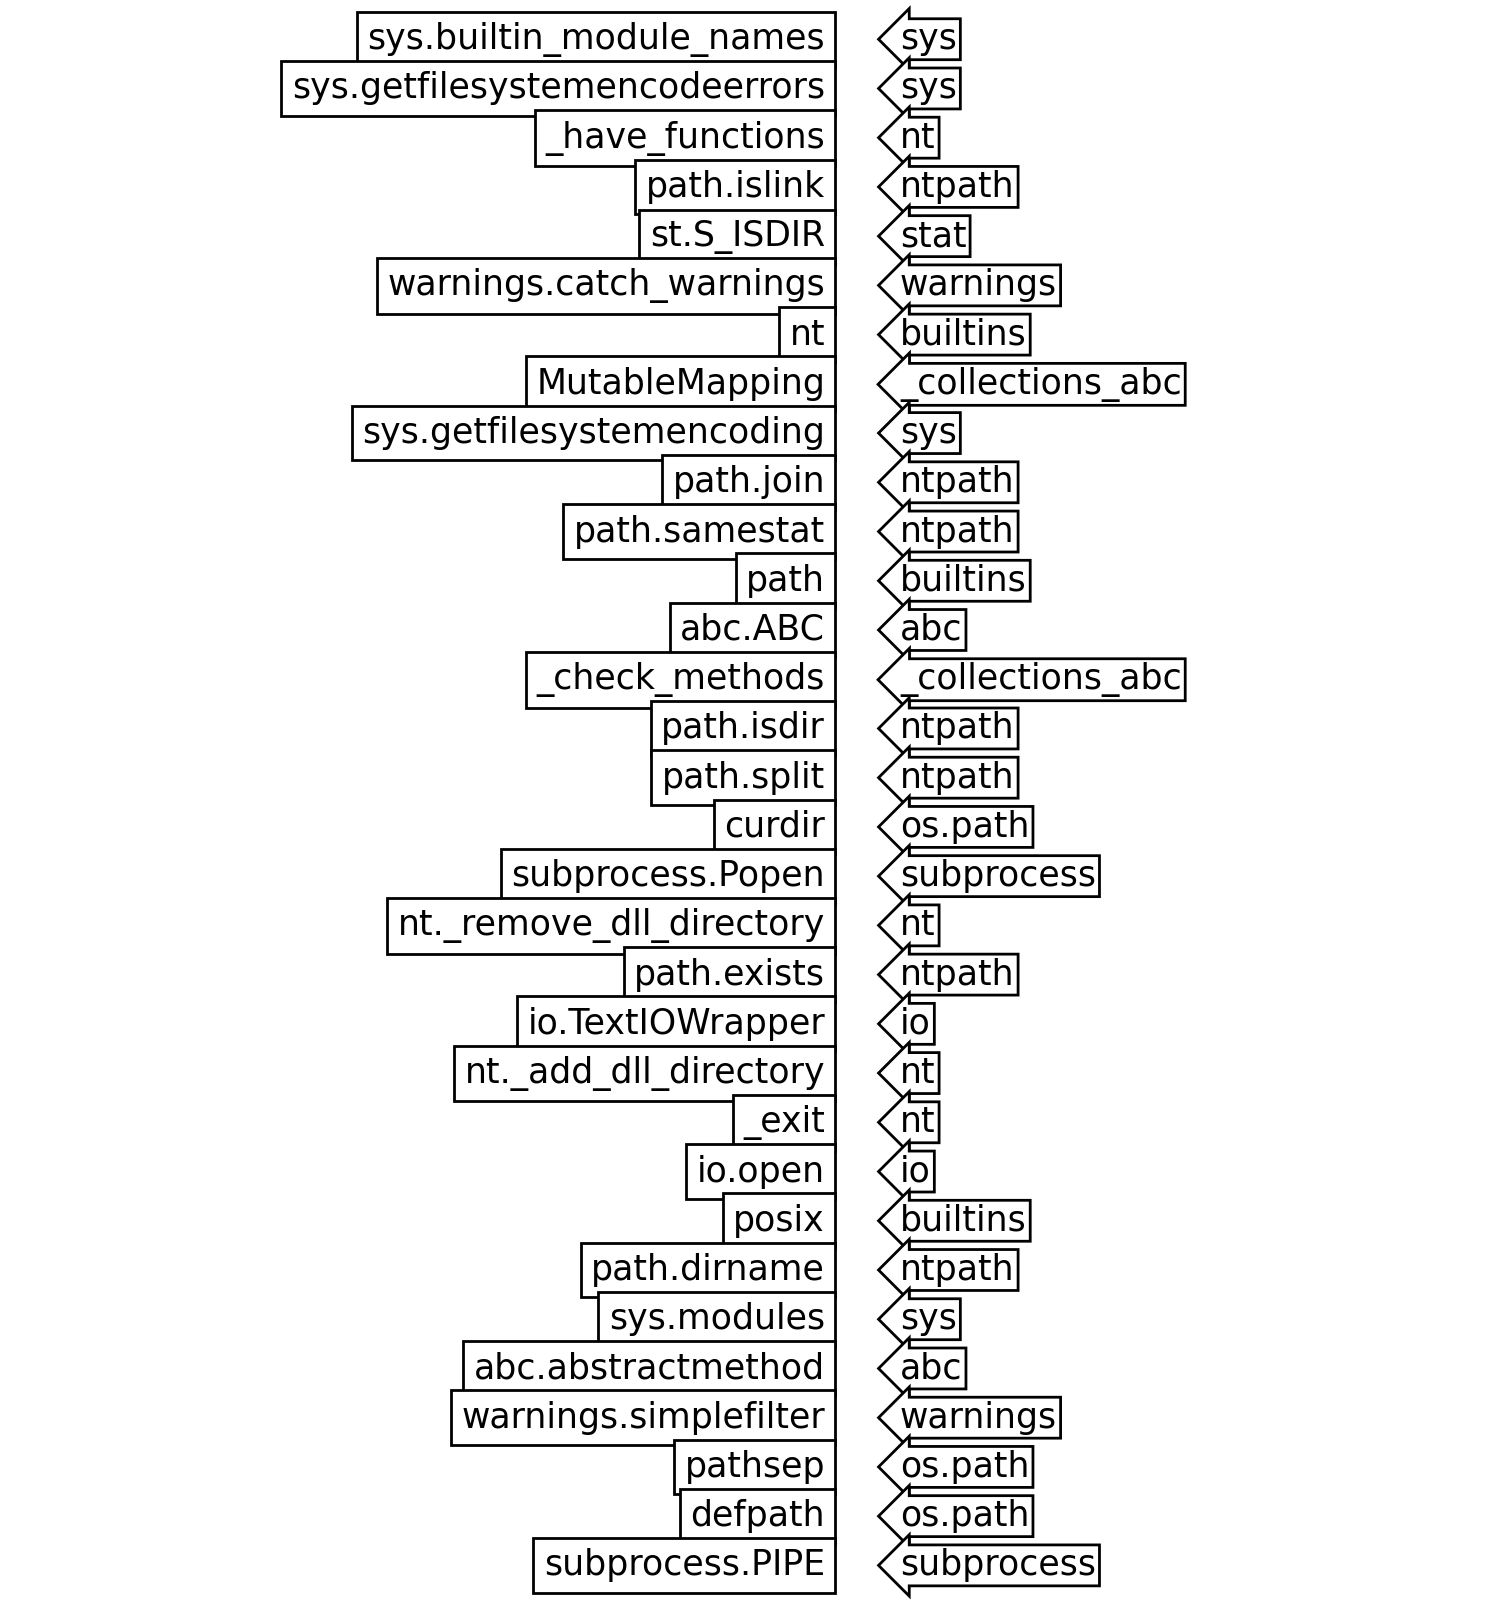 sys.builtin_module_names sys
sys.getfilesystemencodeerrors sys
_have_functions nt
path.islink ntpath
st.S_ISDIR stat
warnings.catch_warnings warnings
nt builtins
MutableMapping _collections_abc
sys.getfilesystemencoding sys
path.join ntpath
path.samestat ntpath
path builtins
abc.ABC abc
_check_methods _collections_abc
path.isdir ntpath
path.split ntpath
curdir os.path
subprocess.Popen subprocess
nt._remove_dll_directory nt
path.exists ntpath
io.TextIOWrapper io
nt._add_dll_directory nt
_exit nt
io.open io
posix builtins
path.dirname ntpath
sys.modules sys
abc.abstractmethod abc
warnings.simplefilter warnings
pathsep os.path
defpath os.path
subprocess.PIPE subprocess